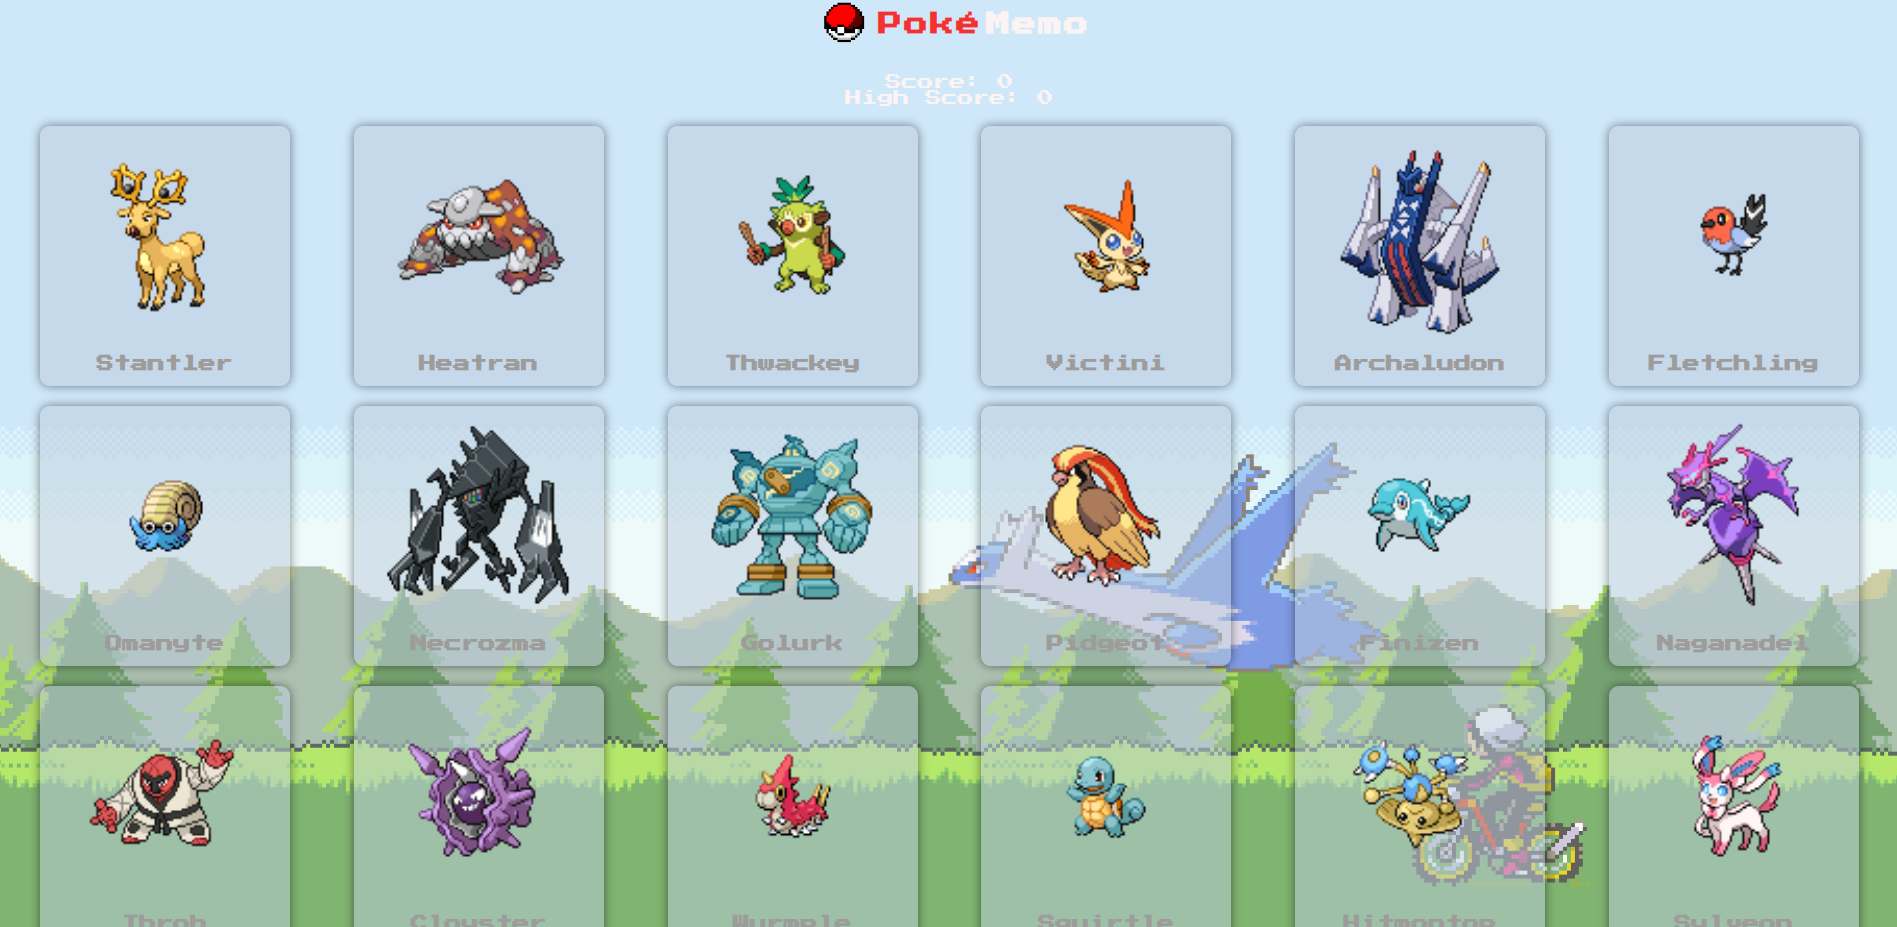 PokéMemo
Score: 0
High Score: 0
Stantler
Heatran
Thwackey
Victini
Archaludon
Fletchling
Omanyte
Necrozma
Golurk
Pidgeot
Finizen
Naganadel
Throh
Cloyster
Wurmple
Squirtle
Hitmontop
Sylveon